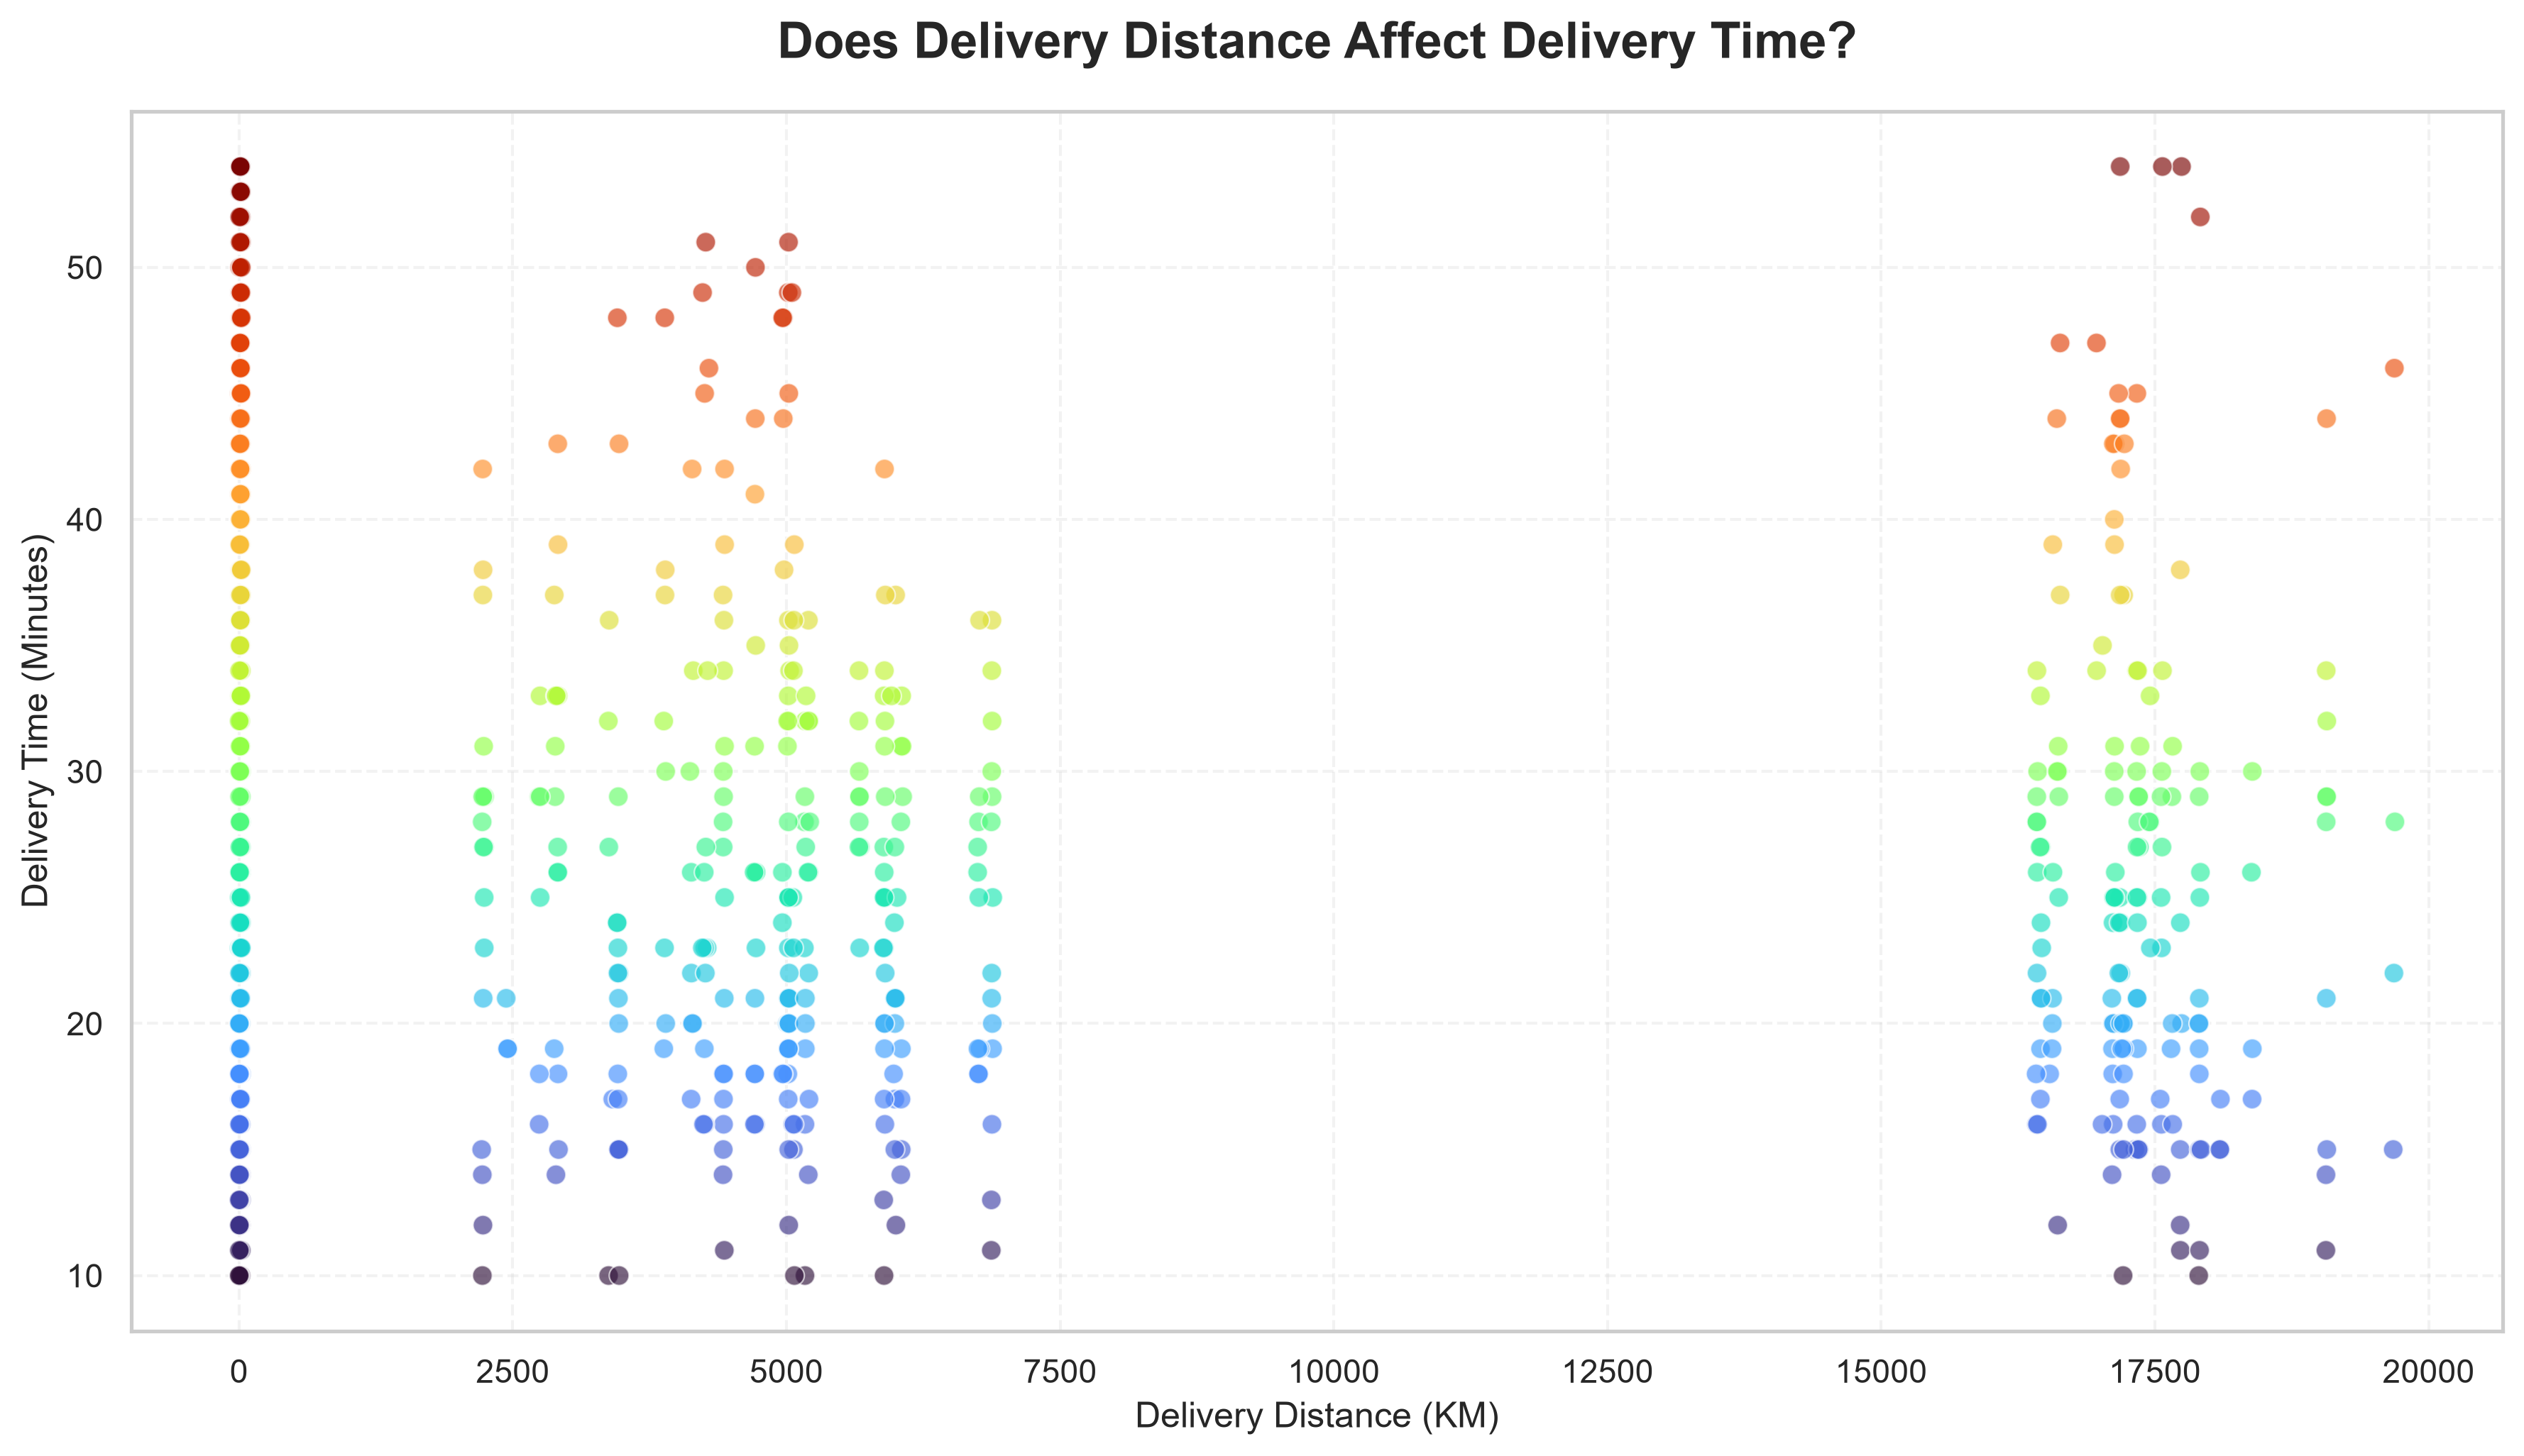 Does Delivery Distance Affect Delivery Time?
Delivery Time (Minutes)
50
40
30
20
10
0 2500 5000 7500 10000 12500 15000 17500 20000
Delivery Distance (KM)